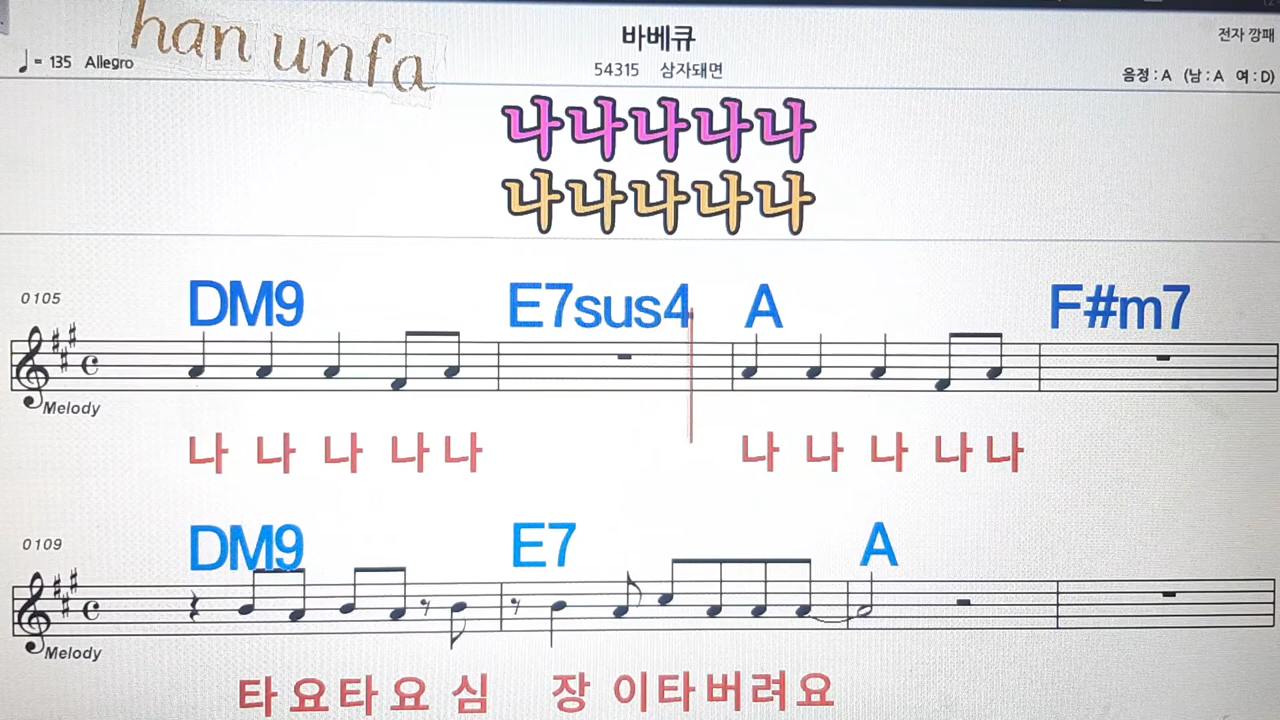 han unfa
바베큐
전자 깡패
♩= 135 Allegro
54315 삼자돼면
음정 : A (남 : A 여 : D)
나나나나나
나나나나나
0105
DM9 E7sus4 A F#m7
Melody
나 나 나 나 나 나 나 나 나 나
0109
DM9 E7 A
Melody
타 요 타 요 심 장 이 타 버 려 요